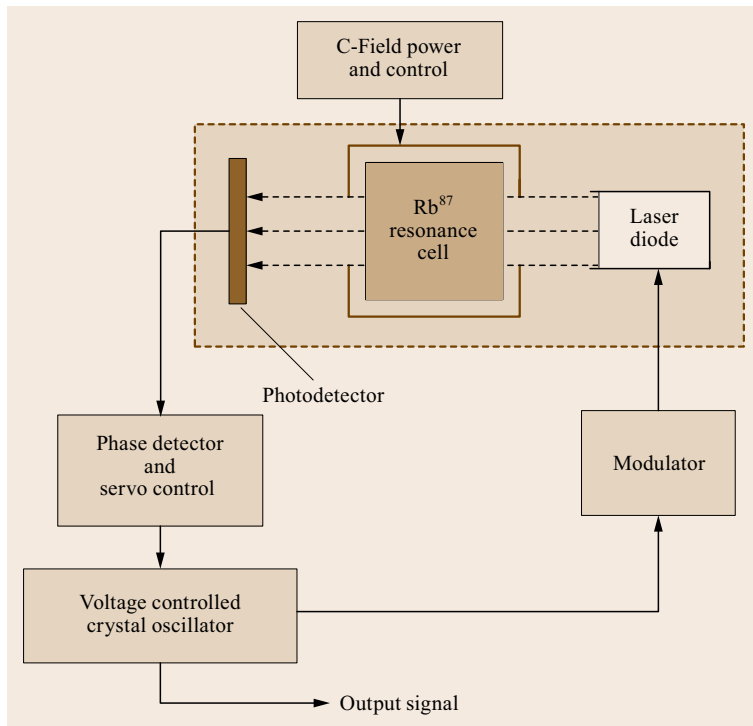 C-Field power
and control
Rb⁸⁷
resonance
cell
Laser
diode
Photodetector
Phase detector
and
servo control
Modulator
Voltage controlled
crystal oscillator
Output signal